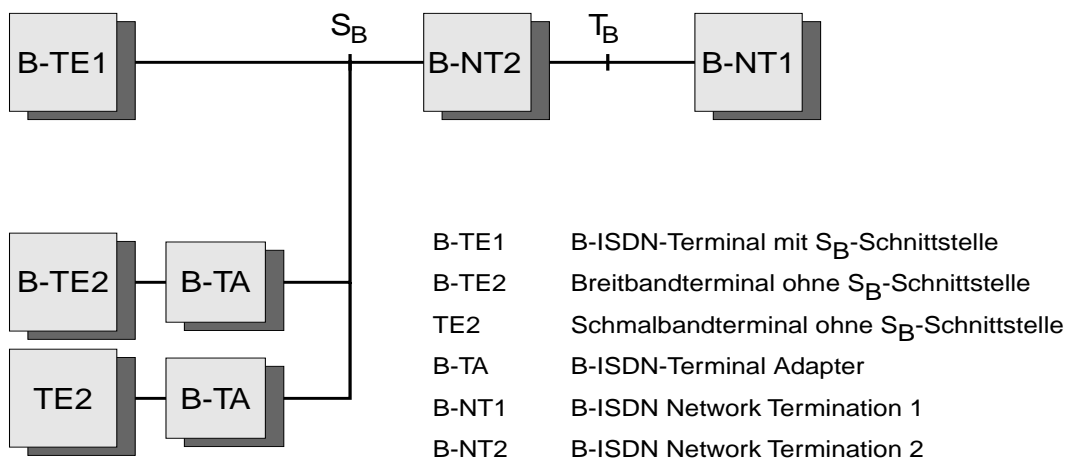 S_B T_B
B-TE1 B-NT2 B-NT1
B-TE2 B-TA
TE2 B-TA
B-TE1 B-ISDN-Terminal mit S_B-Schnittstelle
B-TE2 Breitbandterminal ohne S_B-Schnittstelle
TE2 Schmalbandterminal ohne S_B-Schnittstelle
B-TA B-ISDN-Terminal Adapter
B-NT1 B-ISDN Network Termination 1
B-NT2 B-ISDN Network Termination 2